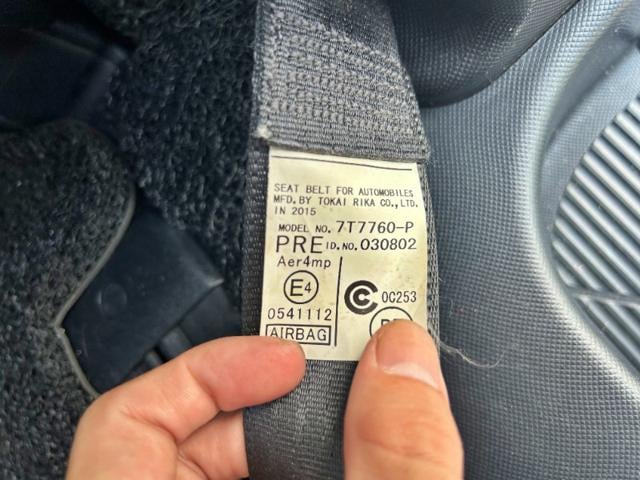 SEAT BELT FOR AUTOMOBILES
MFD. BY TOKAI RIKA CO., LTD.
IN 2015
MODEL NO. 7T7760-P
PRE ID.NO. 030802
Aer4mp
E4
0541112
AIRBAG
C
0C253